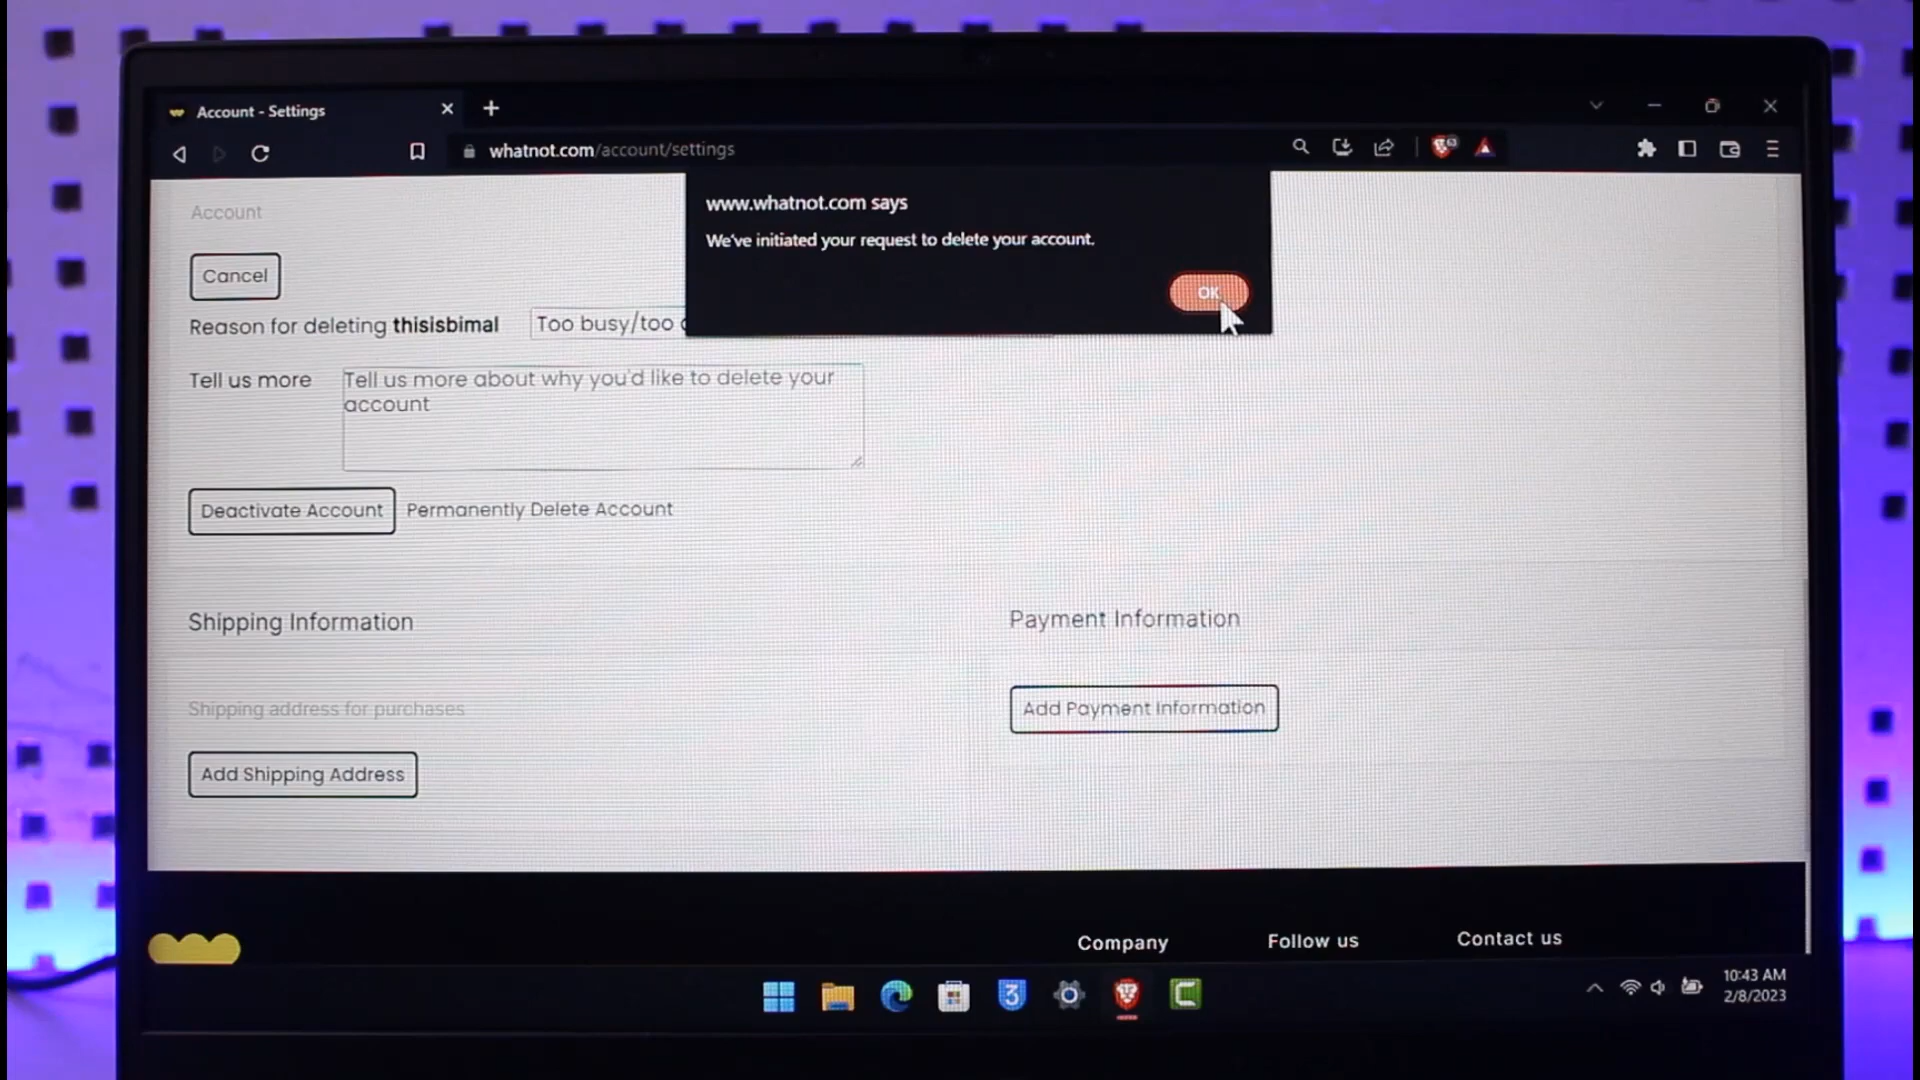 Account - Settings
whatnot.com/account/settings
www.whatnot.com says
We've initiated your request to delete your account.
OK
Account
Cancel
Reason for deleting thisisbimal
Too busy/too
Tell us more
Tell us more about why you'd like to delete your
account
Deactivate Account
Permanently Delete Account
Shipping Information
Payment Information
Shipping address for purchases
Add Payment Information
Add Shipping Address
Company
Follow us
Contact us
3
10:43 AM
2/8/2023